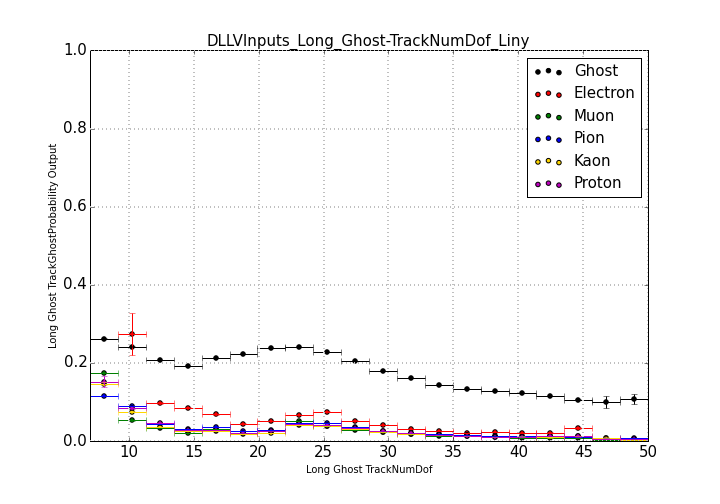 DLLVInputs_Long_Ghost-TrackNumDof_Liny
1.0
0.8
0.6
0.4
0.2
0.0
Long Ghost TrackGhostProbability Output
Ghost
Electron
Muon
Pion
Kaon
Proton
10 15 20 25 30 35 40 45 50
Long Ghost TrackNumDof